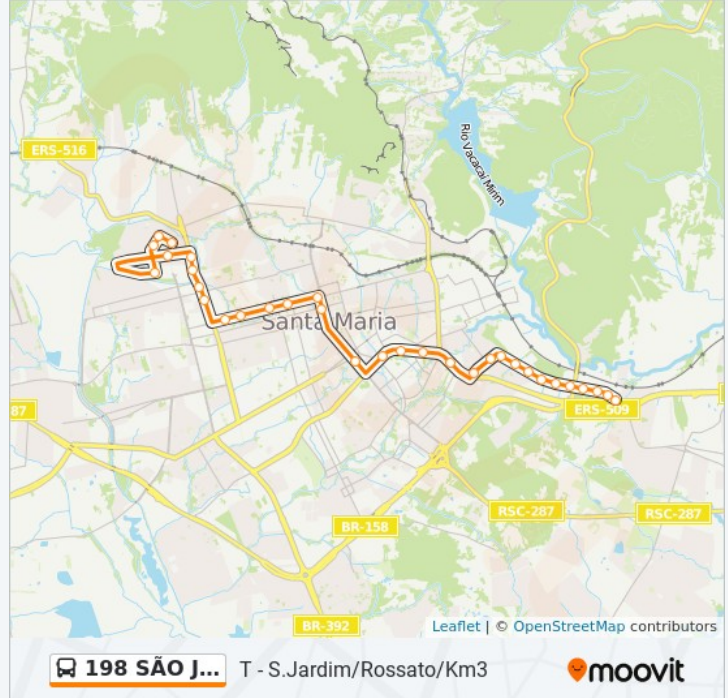 ERS-516
Rio Vacacaí Mirim
Santa Maria
87
ERS-509
RSC-287
RSC-287
BR-158
BR-392
Leaflet | © OpenStreetMap contributors
198 SÃO J... T - S.Jardim/Rossato/Km3 moovit